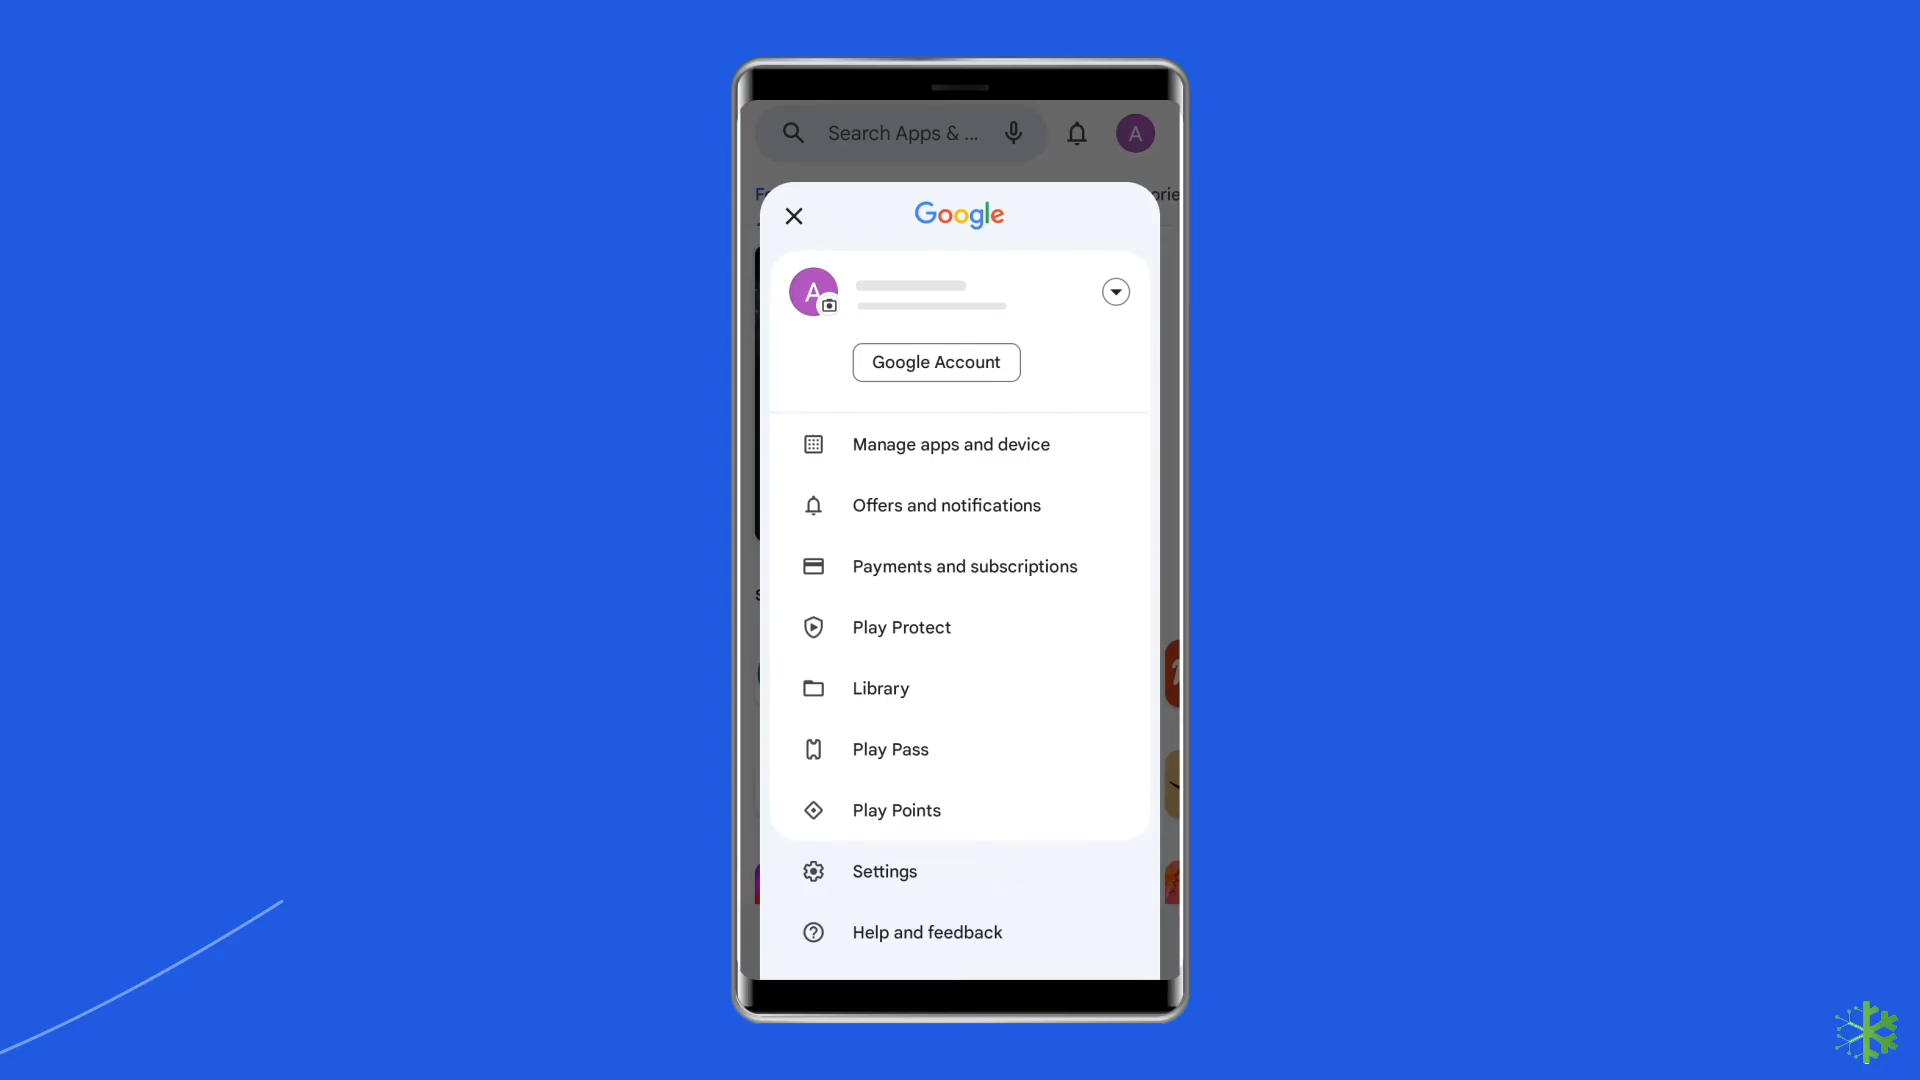 Search Apps & ...
A
Google
A
Google Account
Manage apps and device
Offers and notifications
Payments and subscriptions
Play Protect
Library
Play Pass
Play Points
Settings
Help and feedback